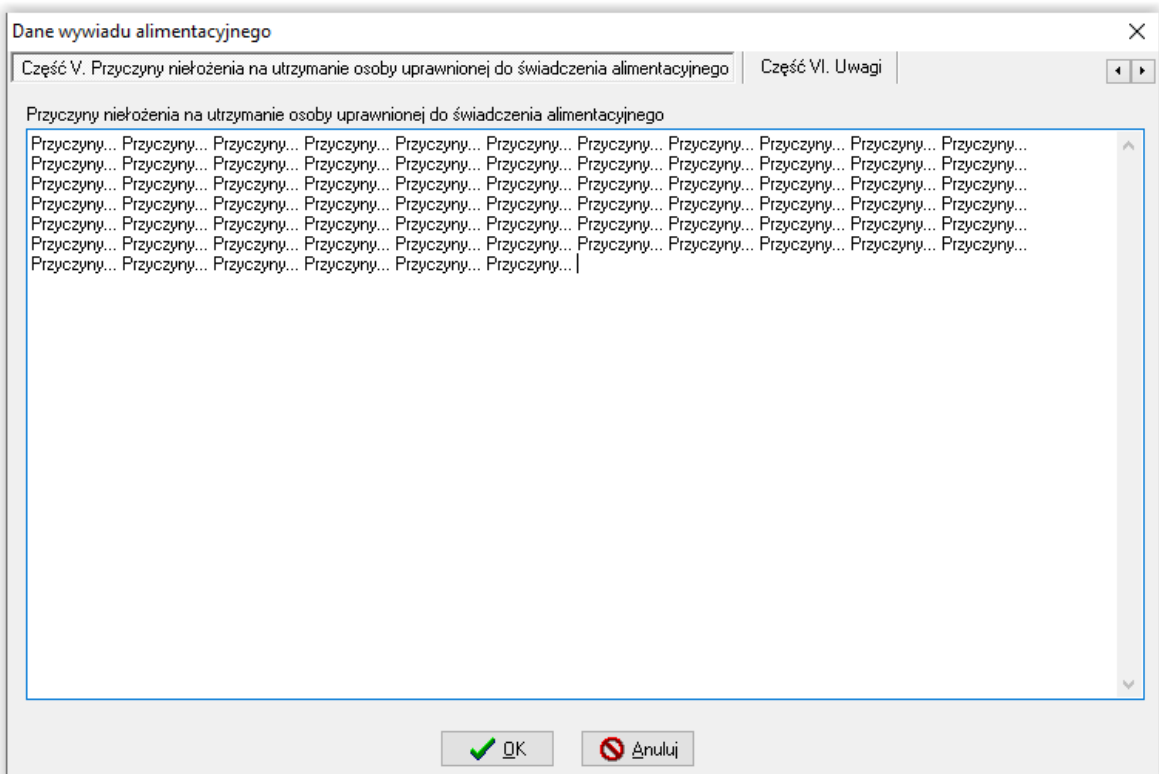 Dane wywiadu alimentacyjnego
Część V. Przyczyny niełożenia na utrzymanie osoby uprawnionej do świadczenia alimentacyjnego
Część VI. Uwagi
Przyczyny niełożenia na utrzymanie osoby uprawnionej do świadczenia alimentacyjnego
Przyczyny... Przyczyny... Przyczyny... Przyczyny... Przyczyny... Przyczyny... Przyczyny... Przyczyny... Przyczyny... Przyczyny... Przyczyny...
Przyczyny... Przyczyny... Przyczyny... Przyczyny... Przyczyny... Przyczyny... Przyczyny... Przyczyny... Przyczyny... Przyczyny... Przyczyny...
Przyczyny... Przyczyny... Przyczyny... Przyczyny... Przyczyny... Przyczyny... Przyczyny... Przyczyny... Przyczyny... Przyczyny... Przyczyny...
Przyczyny... Przyczyny... Przyczyny... Przyczyny... Przyczyny... Przyczyny... Przyczyny... Przyczyny... Przyczyny... Przyczyny... Przyczyny...
Przyczyny... Przyczyny... Przyczyny... Przyczyny... Przyczyny... Przyczyny... Przyczyny... Przyczyny... Przyczyny... Przyczyny... Przyczyny...
Przyczyny... Przyczyny... Przyczyny... Przyczyny... Przyczyny... Przyczyny... Przyczyny... Przyczyny... Przyczyny... Przyczyny... Przyczyny...
Przyczyny... Przyczyny... Przyczyny... Przyczyny... Przyczyny... Przyczyny...
OK
Anuluj